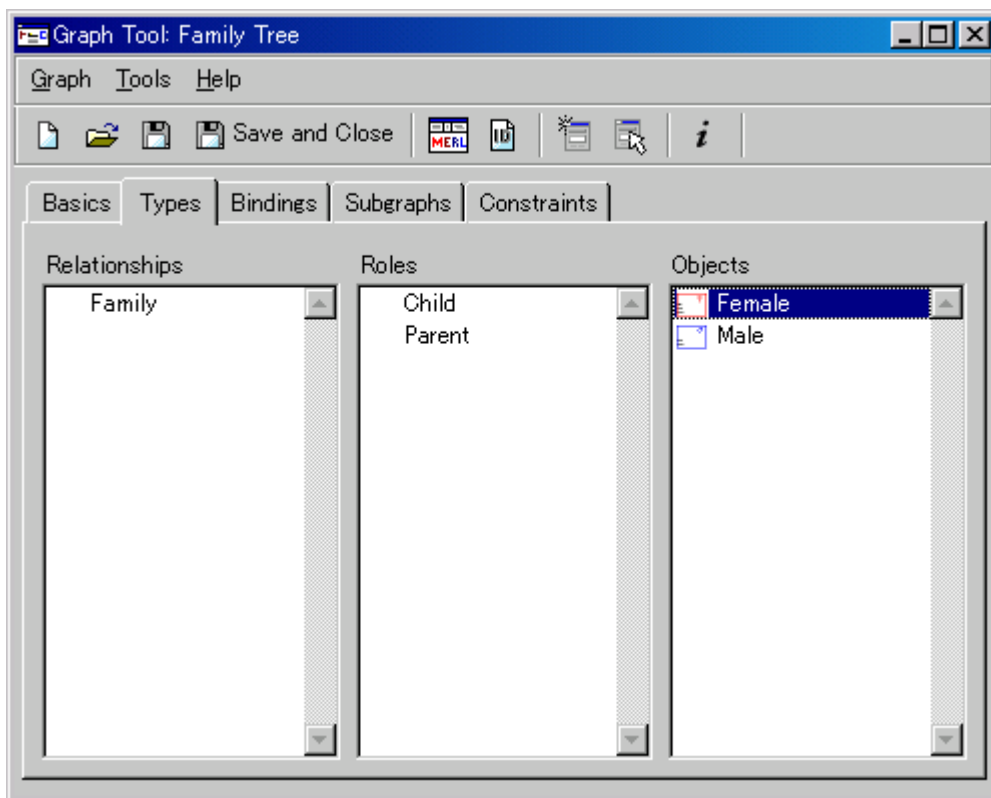 Graph Tool: Family Tree
Graph Tools Help
Save and Close MERL ID i
Basics Types Bindings Subgraphs Constraints
Relationships Roles Objects
Family Child Female
Parent Male